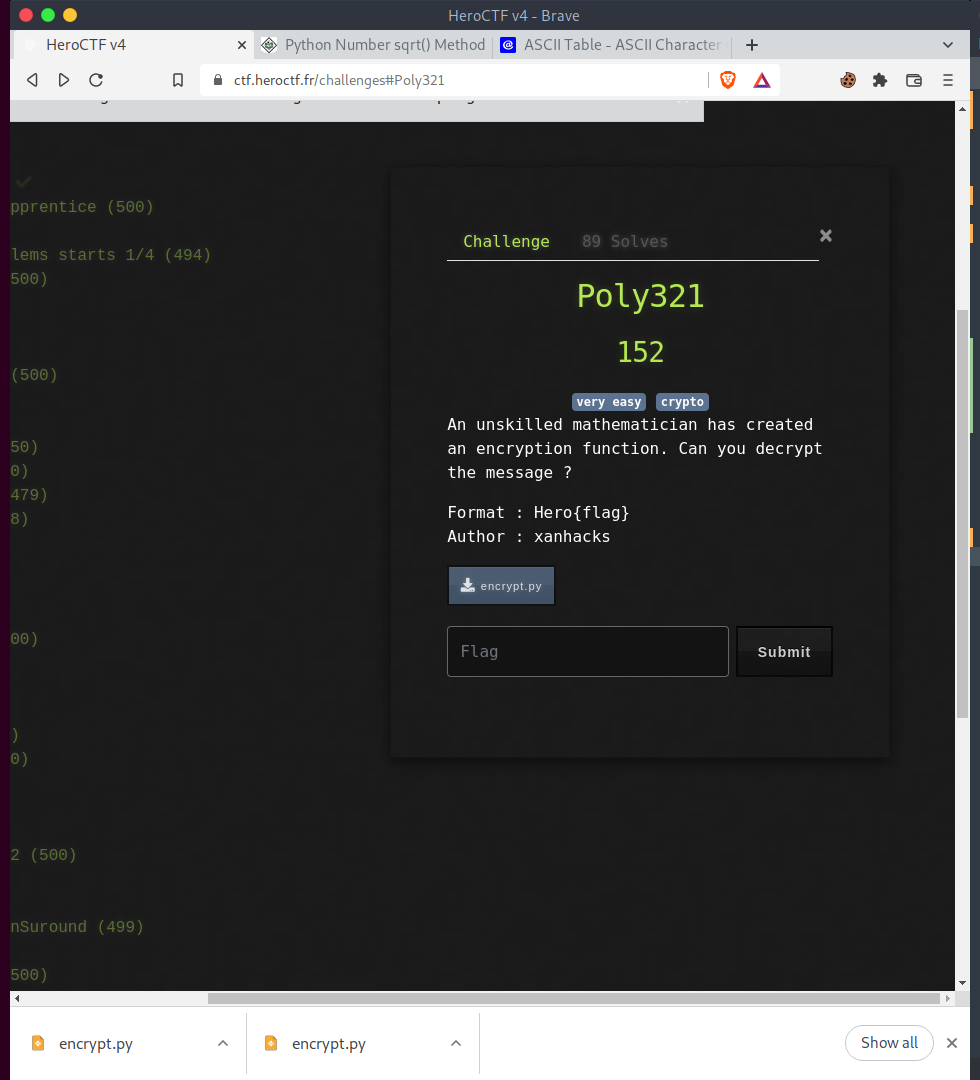 HeroCTF v4 - Brave
HeroCTF v4
Python Number sqrt() Method
ASCII Table - ASCII Character
ctf.heroctf.fr/challenges#Poly321
pprentice (500)
lems starts 1/4 (494)
500)
(500)
50)
0)
479)
8)
00)
)
0)
2 (500)
nSuround (499)
500)
Challenge
89 Solves
Poly321
152
very easy
crypto
An unskilled mathematician has created
an encryption function. Can you decrypt
the message ?
Format : Hero{flag}
Author : xanhacks
encrypt.py
Flag
Submit
encrypt.py
encrypt.py
Show all